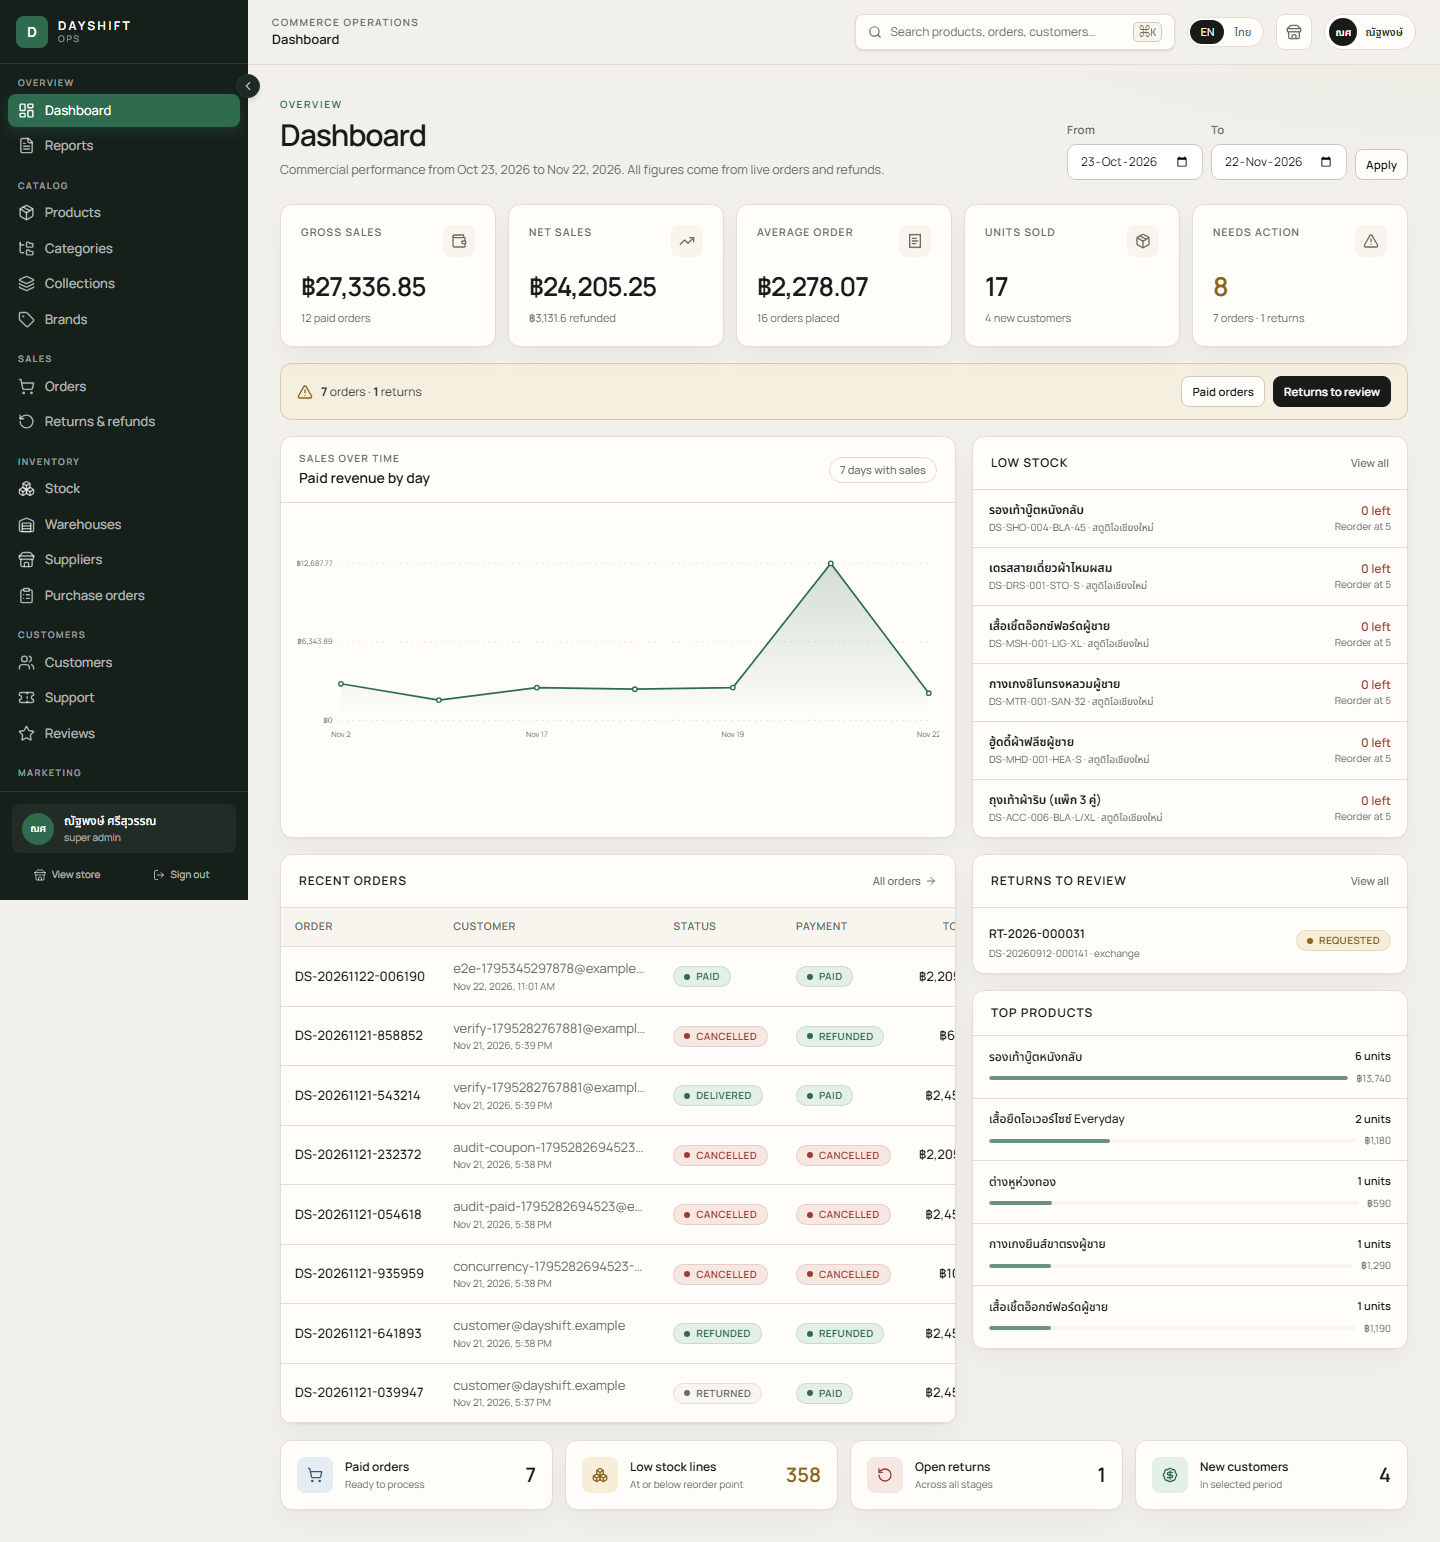 D
DAYSHIFT
OPS
COMMERCE OPERATIONS
Dashboard
Search products, orders, customers...
⌘K
EN
ไทย
ณศ
ณัฐพงษ์
OVERVIEW
Dashboard
Reports
CATALOG
Products
Categories
Collections
Brands
SALES
Orders
Returns & refunds
INVENTORY
Stock
Warehouses
Suppliers
Purchase orders
CUSTOMERS
Customers
Support
Reviews
MARKETING
ณศ
ณัฐพงษ์ ศรีสุวรรณ
super admin
View store
Sign out
OVERVIEW
Dashboard
Commercial performance from Oct 23, 2026 to Nov 22, 2026. All figures come from live orders and refunds.
From
To
23-Oct-2026
22-Nov-2026
Apply
GROSS SALES
฿27,336.85
12 paid orders
NET SALES
฿24,205.25
฿3,131.6 refunded
AVERAGE ORDER
฿2,278.07
16 orders placed
UNITS SOLD
17
4 new customers
NEEDS ACTION
8
7 orders · 1 returns
7 orders · 1 returns
Paid orders
Returns to review
SALES OVER TIME
Paid revenue by day
7 days with sales
฿12,687.77
฿6,343.89
฿0
Nov 2
Nov 17
Nov 19
Nov 22
LOW STOCK
View all
รองเท้าบู๊ตหนังกลับ
0 left
DS-SHO-004-BLA-45 · สตูดิโอเชียงใหม่
Reorder at 5
เดรสสายเดี่ยวผ้าไหมผสม
0 left
DS-DRS-001-STO-S · สตูดิโอเชียงใหม่
Reorder at 5
เสื้อเชิ้ตอ็อกซ์ฟอร์ดผู้ชาย
0 left
DS-MSH-001-LIG-XL · สตูดิโอเชียงใหม่
Reorder at 5
กางเกงชิโนทรงหลวมผู้ชาย
0 left
DS-MTR-001-SAN-32 · สตูดิโอเชียงใหม่
Reorder at 5
ฮู้ดดี้ผ้าฟลีซผู้ชาย
0 left
DS-MHD-001-HEA-S · สตูดิโอเชียงใหม่
Reorder at 5
ถุงเท้าผ้าริบ (แพ็ก 3 คู่)
0 left
DS-ACC-006-BLA-L/XL · สตูดิโอเชียงใหม่
Reorder at 5
RECENT ORDERS
All orders →
ORDER CUSTOMER STATUS PAYMENT TO
DS-20261122-006190 e2e-1795345297878@example... PAID PAID ฿2,205
Nov 22, 2026, 11:01 AM
DS-20261121-858852 verify-1795282767881@exampl... CANCELLED REFUNDED ฿6
Nov 21, 2026, 5:39 PM
DS-20261121-543214 verify-1795282767881@exampl... DELIVERED PAID ฿2,45
Nov 21, 2026, 5:39 PM
DS-20261121-232372 audit-coupon-1795282694523... CANCELLED CANCELLED ฿2,205
Nov 21, 2026, 5:38 PM
DS-20261121-054618 audit-paid-1795282694523@e... CANCELLED CANCELLED ฿2,45
Nov 21, 2026, 5:38 PM
DS-20261121-935959 concurrency-1795282694523-... CANCELLED CANCELLED ฿10
Nov 21, 2026, 5:38 PM
DS-20261121-641893 customer@dayshift.example REFUNDED REFUNDED ฿2,45
Nov 21, 2026, 5:38 PM
DS-20261121-039947 customer@dayshift.example RETURNED PAID ฿2,45
Nov 21, 2026, 5:37 PM
RETURNS TO REVIEW
View all
RT-2026-000031
DS-20260912-000141 · exchange
REQUESTED
TOP PRODUCTS
รองเท้าบู๊ตหนังกลับ
6 units
฿13,740
เสื้อยืดโอเวอร์ไซซ์ Everyday
2 units
฿1,180
ต่างหูห่วงทอง
1 units
฿590
กางเกงยีนส์ขาตรงผู้ชาย
1 units
฿1,290
เสื้อเชิ้ตอ็อกซ์ฟอร์ดผู้ชาย
1 units
฿1,190
Paid orders
Ready to process
7
Low stock lines
At or below reorder point
358
Open returns
Across all stages
1
New customers
In selected period
4